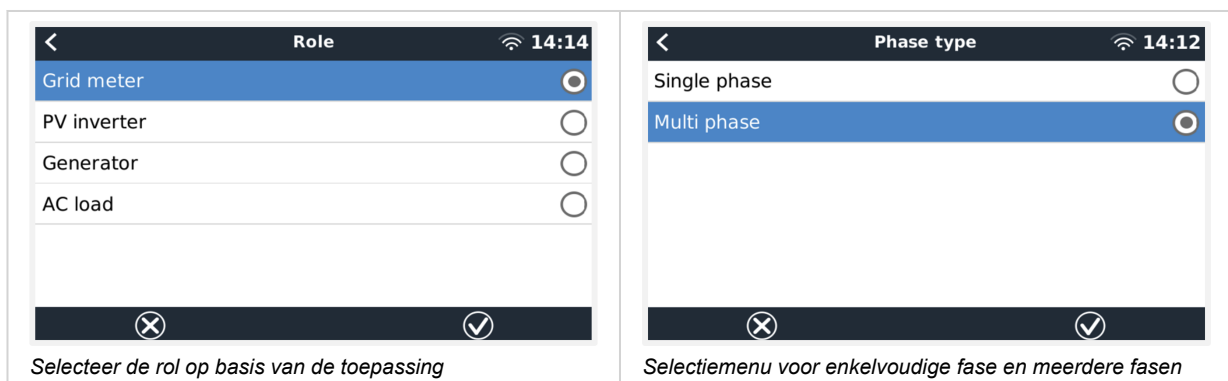 Role 14:14
Grid meter
PV inverter
Generator
AC load
Selecteer de rol op basis van de toepassing
Phase type 14:12
Single phase
Multi phase
Selectiemenu voor enkelvoudige fase en meerdere fasen